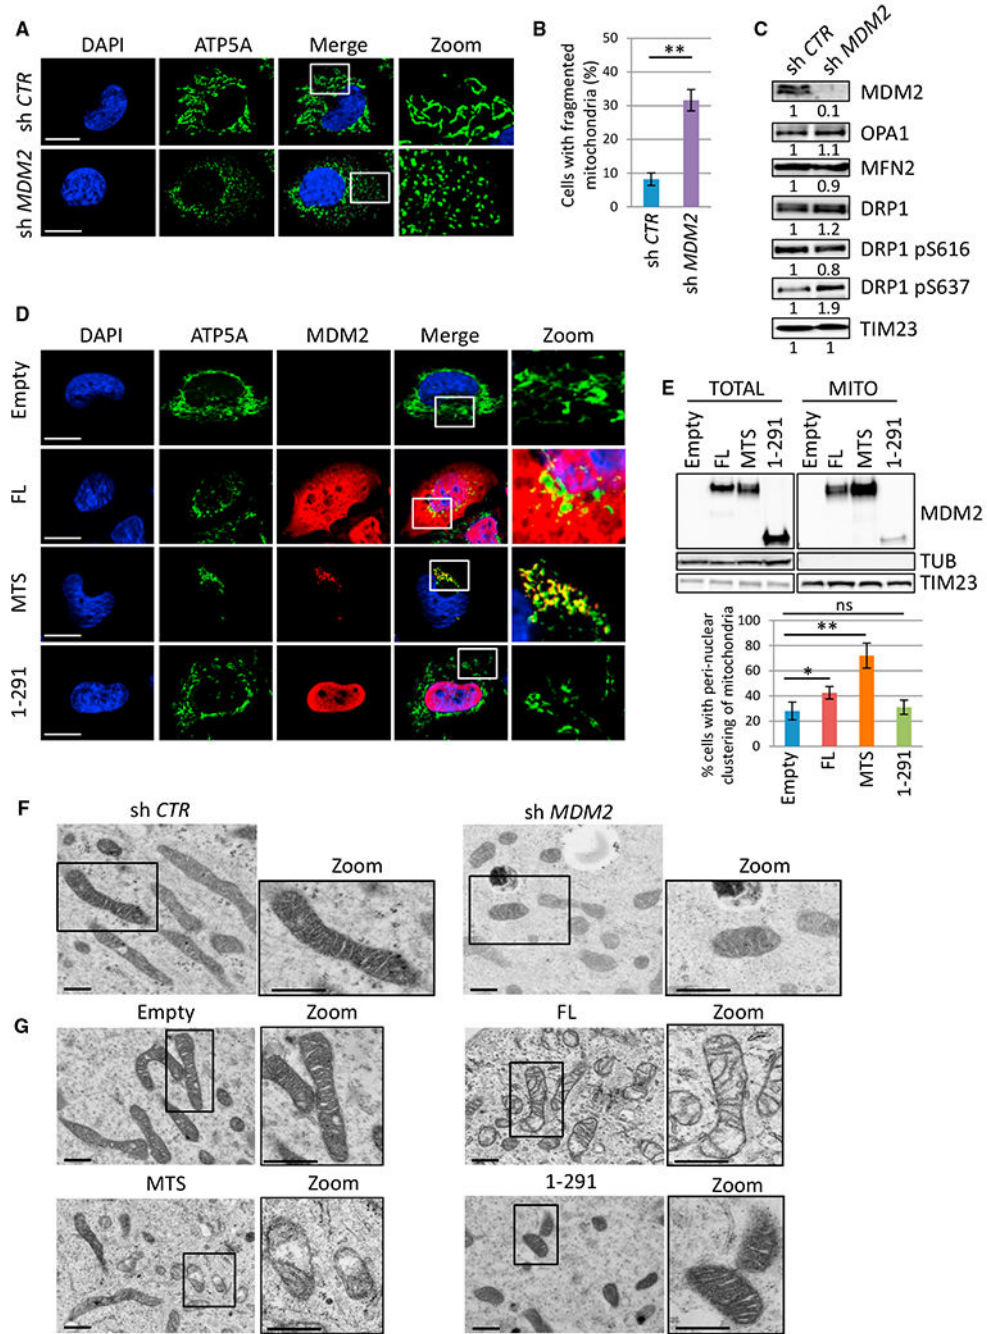 A
DAPI ATP5A Merge Zoom
sh CTR
sh MDM2
B
Cells with fragmented
mitochondria (%)
50
40
30
20
10
0
**
sh CTR
sh MDM2
C
sh CTR
sh MDM2
MDM2
1 0.1
OPA1
1 1.1
MFN2
1 0.9
DRP1
1 1.2
DRP1 pS616
1 0.8
DRP1 pS637
1 1.9
TIM23
1 1
D
DAPI ATP5A MDM2 Merge Zoom
Empty
FL
MTS
1-291
E
TOTAL MITO
Empty FL MTS 1-291 Empty FL MTS 1-291
MDM2
TUB
TIM23
% cells with peri-nuclear
clustering of mitochondria
100
80
60
40
20
0
ns
**
*
Empty FL MTS 1-291
F
sh CTR
Zoom
sh MDM2
Zoom
G
Empty Zoom FL Zoom
MTS Zoom 1-291 Zoom